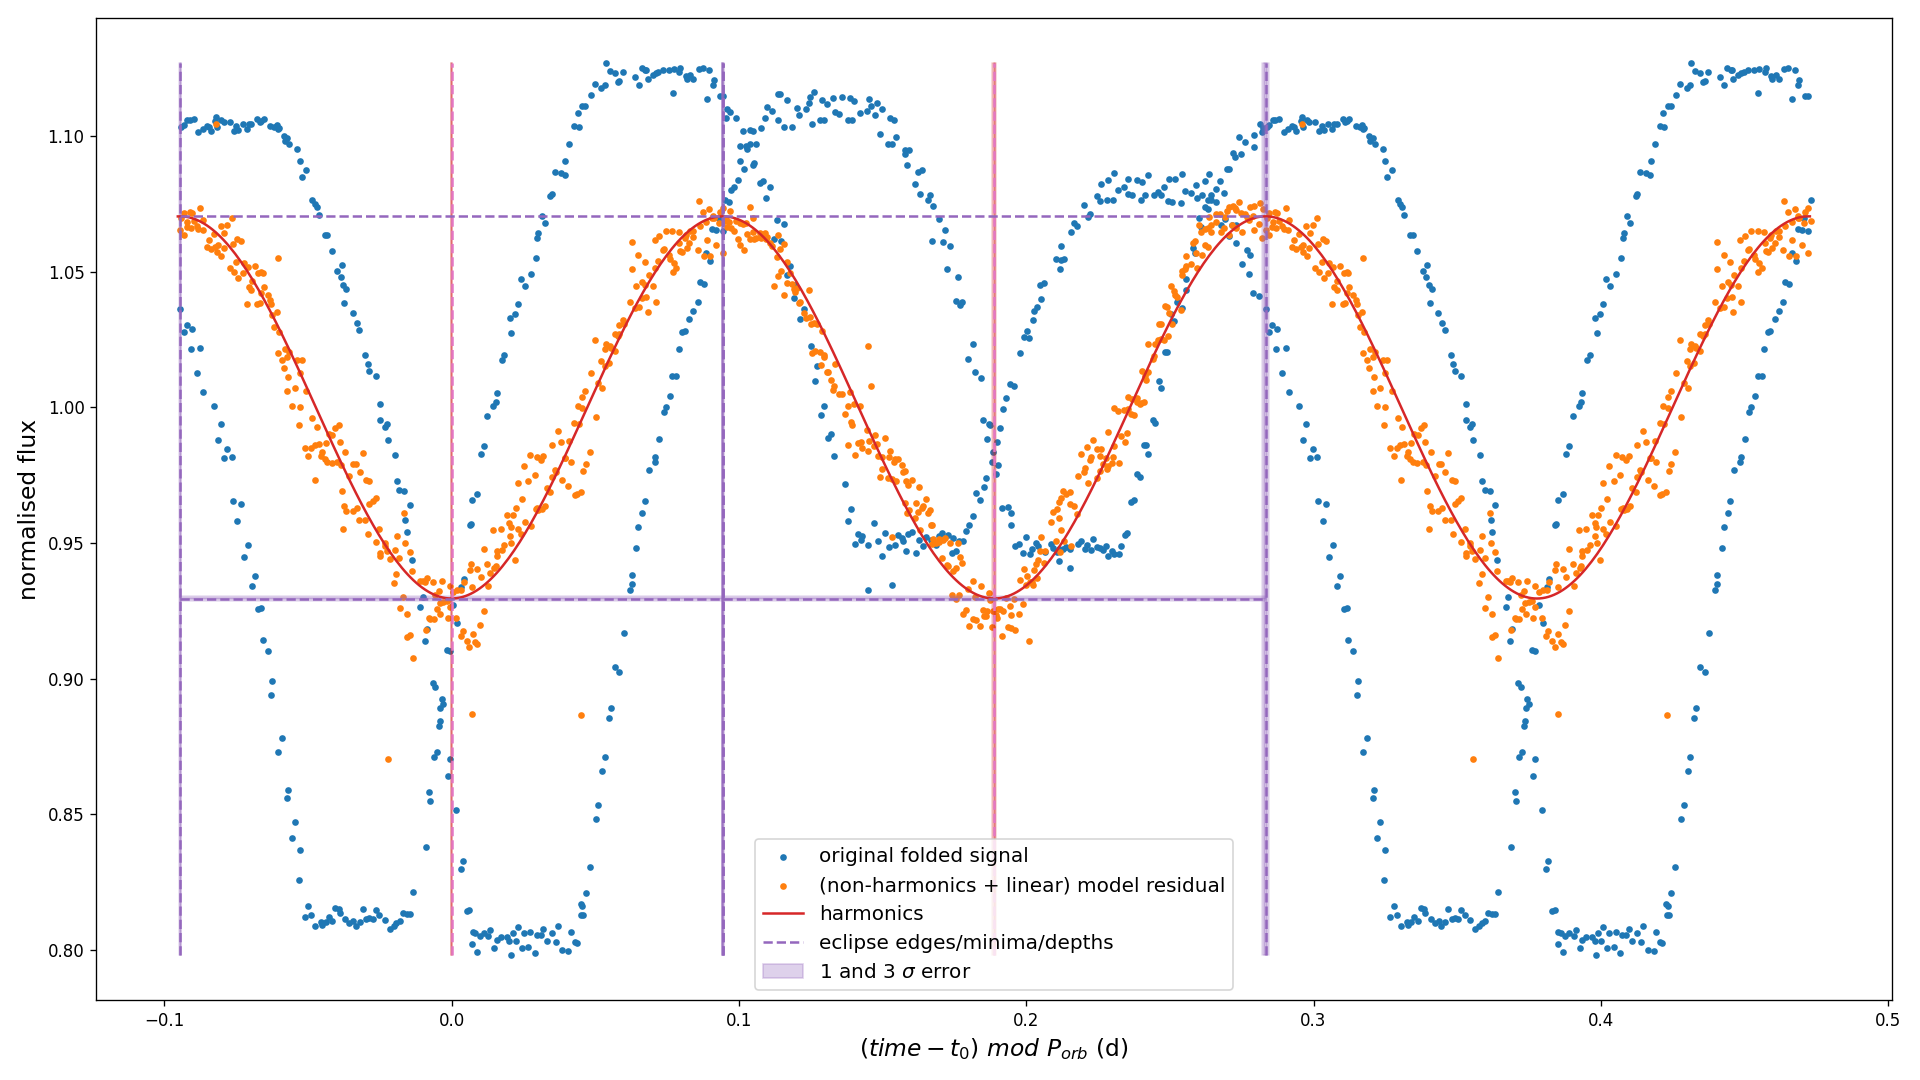 normalised flux
1.10
1.05
1.00
0.95
0.90
0.85
0.80
original folded signal
(non-harmonics + linear) model residual
harmonics
eclipse edges/minima/depths
1 and 3 σ error
−0.1 0.0 0.1 0.2 0.3 0.4 0.5
(time − t₀) mod P_orb (d)